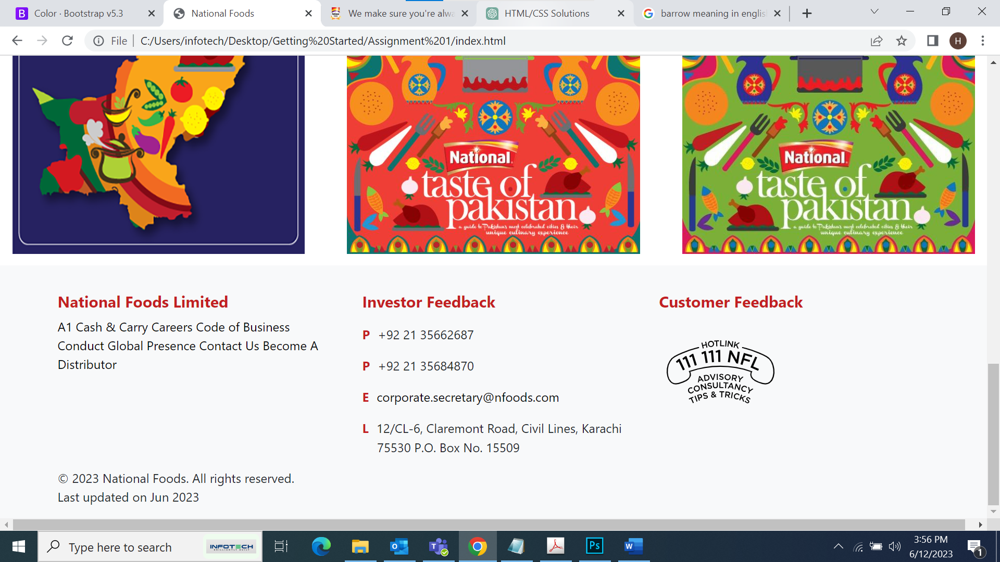 Color · Bootstrap v5.3
National Foods
We make sure you're alwa
HTML/CSS Solutions
barrow meaning in englis
File
C:/Users/infotech/Desktop/Getting%20Started/Assignment%201/index.html
H
National
taste of
pakistan
a guide to Pakistan's most celebrated cities & their
unique culinary experience
National
taste of
pakistan
a guide to Pakistan's most celebrated cities & their
unique culinary experience
National Foods Limited
A1 Cash & Carry Careers Code of Business
Conduct Global Presence Contact Us Become A
Distributor
Investor Feedback
P +92 21 35662687
P +92 21 35684870
E corporate.secretary@nfoods.com
L 12/CL-6, Claremont Road, Civil Lines, Karachi
75530 P.O. Box No. 15509
Customer Feedback
HOTLINK
111 111 NFL
ADVISORY
CONSULTANCY
TIPS & TRICKS
© 2023 National Foods. All rights reserved.
Last updated on Jun 2023
Type here to search
INFOTECH
BRILLIANTLY BUILT
Ps
3:56 PM
6/12/2023
1